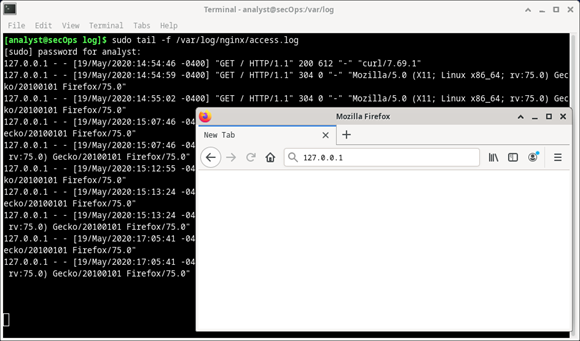 Terminal - analyst@secOps:/var/log
File Edit View Terminal Tabs Help
[analyst@secOps log]$ sudo tail -f /var/log/nginx/access.log
[sudo] password for analyst:
127.0.0.1 - - [19/May/2020:14:54:46 -0400] "GET / HTTP/1.1" 200 612 "-" "curl/7.69.1"
127.0.0.1 - - [19/May/2020:14:54:59 -0400] "GET / HTTP/1.1" 304 0 "-" "Mozilla/5.0 (X11; Linux x86_64; rv:75.0) Gec
ko/20100101 Firefox/75.0"
127.0.0.1 - - [19/May/2020:14:55:02 -0400] "GET / HTTP/1.1" 304 0 "-" "Mozilla/5.0 (X11; Linux x86_64; rv:75.0) Gec
ko/20100101 Firefox/75.0"
127.0.0.1 - - [19/May/2020:15:07:46 -04
ecko/20100101 Firefox/75.0"
127.0.0.1 - - [19/May/2020:15:07:46 -04
rv:75.0) Gecko/20100101 Firefox/75.0"
127.0.0.1 - - [19/May/2020:15:12:55 -04
ko/20100101 Firefox/75.0"
127.0.0.1 - - [19/May/2020:15:13:24 -04
ecko/20100101 Firefox/75.0"
127.0.0.1 - - [19/May/2020:15:13:24 -04
rv:75.0) Gecko/20100101 Firefox/75.0"
127.0.0.1 - - [19/May/2020:17:05:41 -04
ecko/20100101 Firefox/75.0"
127.0.0.1 - - [19/May/2020:17:05:41 -04
rv:75.0) Gecko/20100101 Firefox/75.0"
Mozilla Firefox
New Tab
127.0.0.1